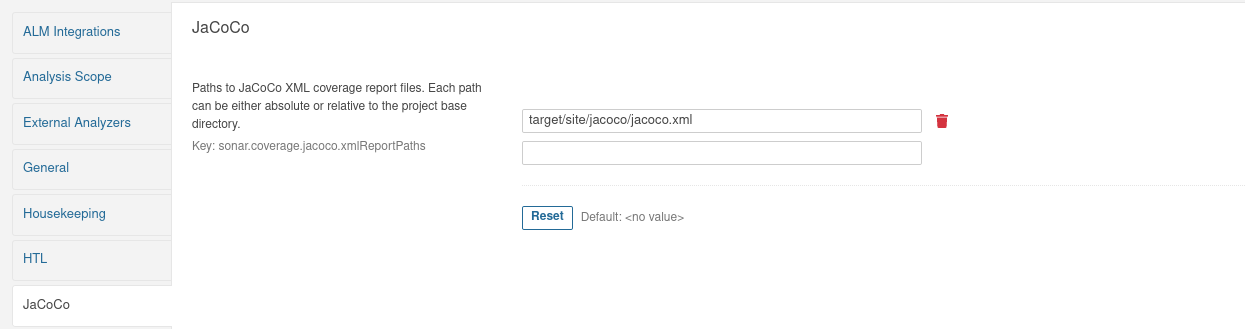 ALM Integrations
Analysis Scope
External Analyzers
General
Housekeeping
HTL
JaCoCo
JaCoCo
Paths to JaCoCo XML coverage report files. Each path
can be either absolute or relative to the project base
directory.
Key: sonar.coverage.jacoco.xmlReportPaths
target/site/jacoco/jacoco.xml
Reset Default: <no value>